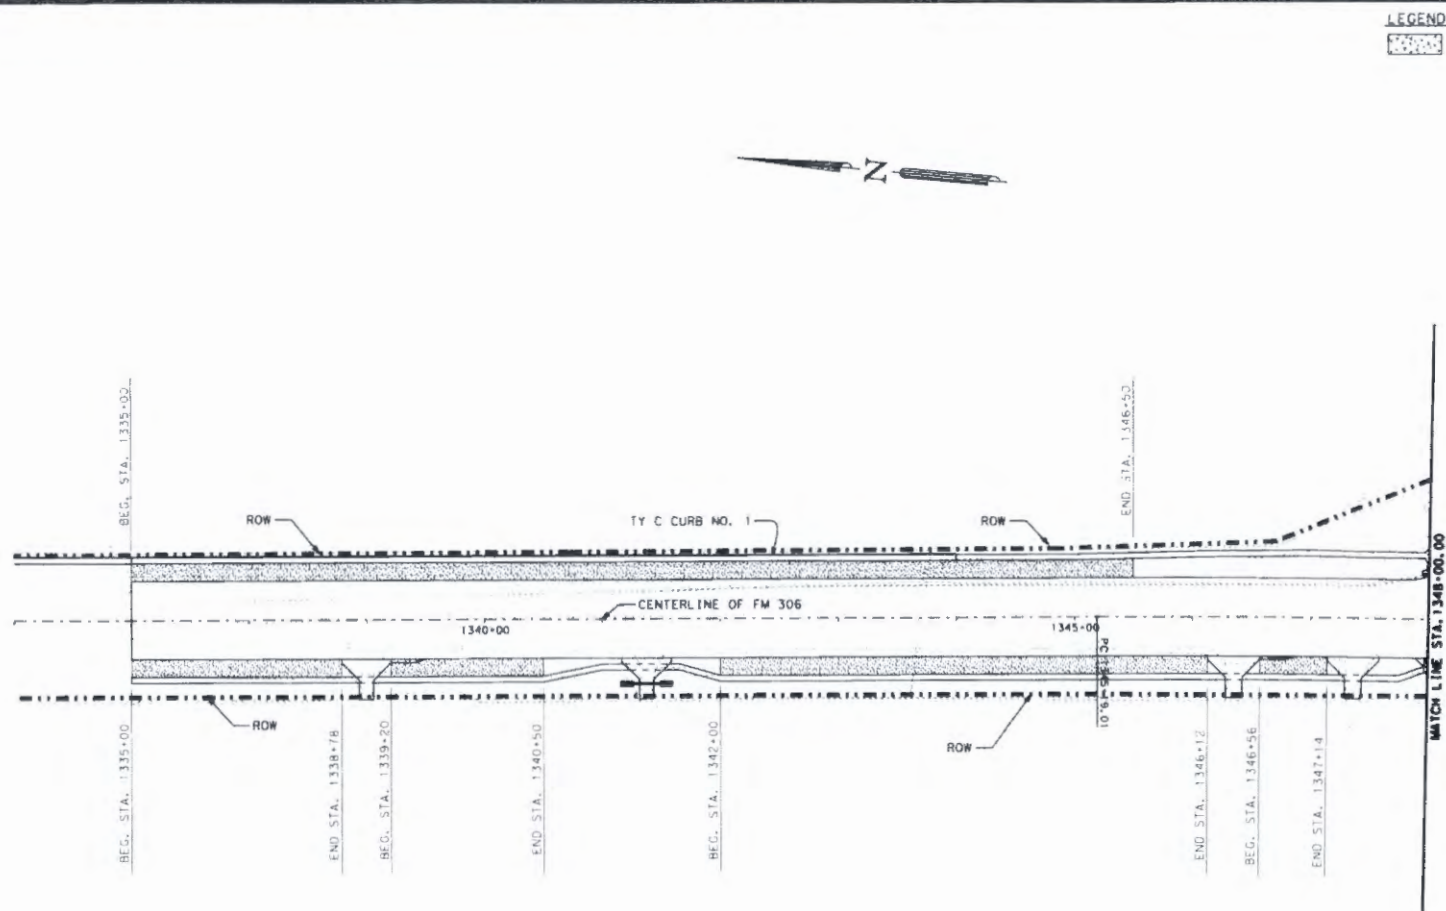 LEGEND
N
BEG. STA. 1335+00
END STA. 1346+50
ROW
TY C CURB NO. 1
ROW
CENTERLINE OF FM 306
1340+00
1345+00
MATCH LINE STA. 1348+00.00
ROW
ROW
BEG. STA. 1335+00
END STA. 1338+78
BEG. STA. 1339+20
END STA. 1340+50
BEG. STA. 1342+00
END STA. 1346+12
BEG. STA. 1346+56
END STA. 1347+14